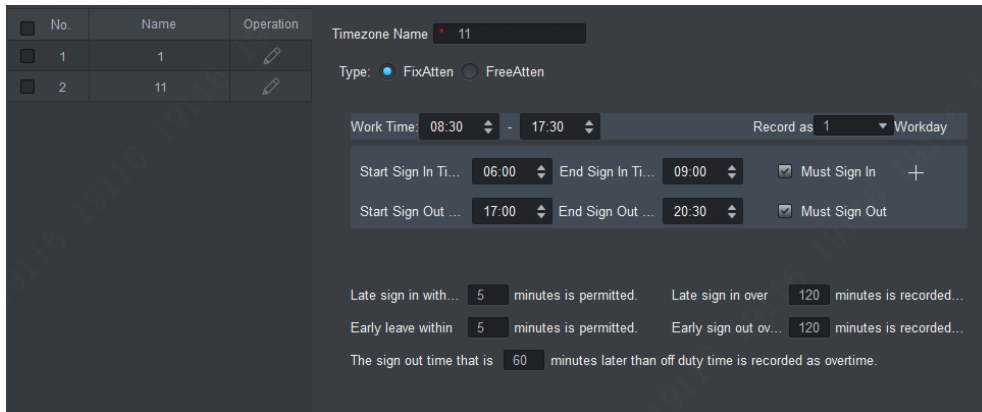 No. Name Operation
1 1
2 11
Timezone Name * 11
Type: FixAtten FreeAtten
Work Time: 08:30 - 17:30 Record as 1 Workday
Start Sign In Ti... 06:00 End Sign In Ti... 09:00 Must Sign In +
Start Sign Out ... 17:00 End Sign Out ... 20:30 Must Sign Out
Late sign in with... 5 minutes is permitted. Late sign in over 120 minutes is recorded...
Early leave within 5 minutes is permitted. Early sign out ov... 120 minutes is recorded...
The sign out time that is 60 minutes later than off duty time is recorded as overtime.
19116
19116
19116
19116